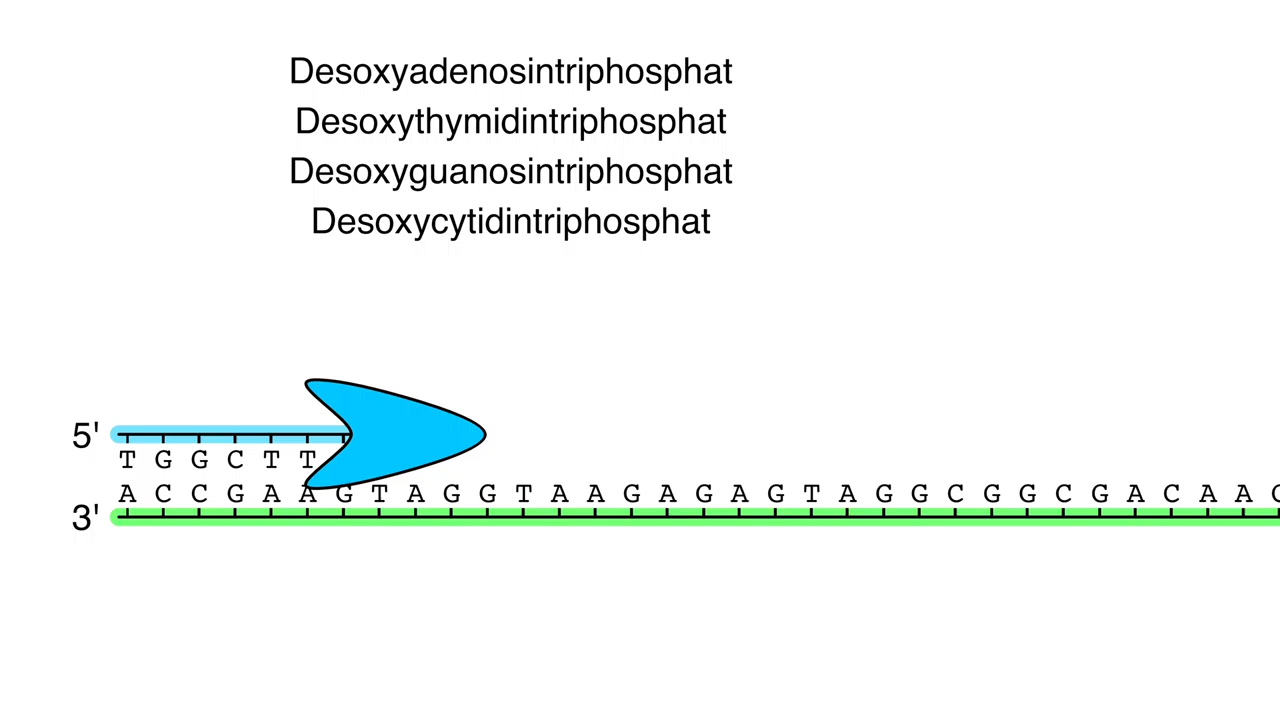 Desoxyadenosintriphosphat
Desoxythymidintriphosphat
Desoxyguanosintriphosphat
Desoxycytidintriphosphat
5'
T G G C T T
A C C G A A G T A G G T A A G A G A G T A G G C G G C G A C A A
3'